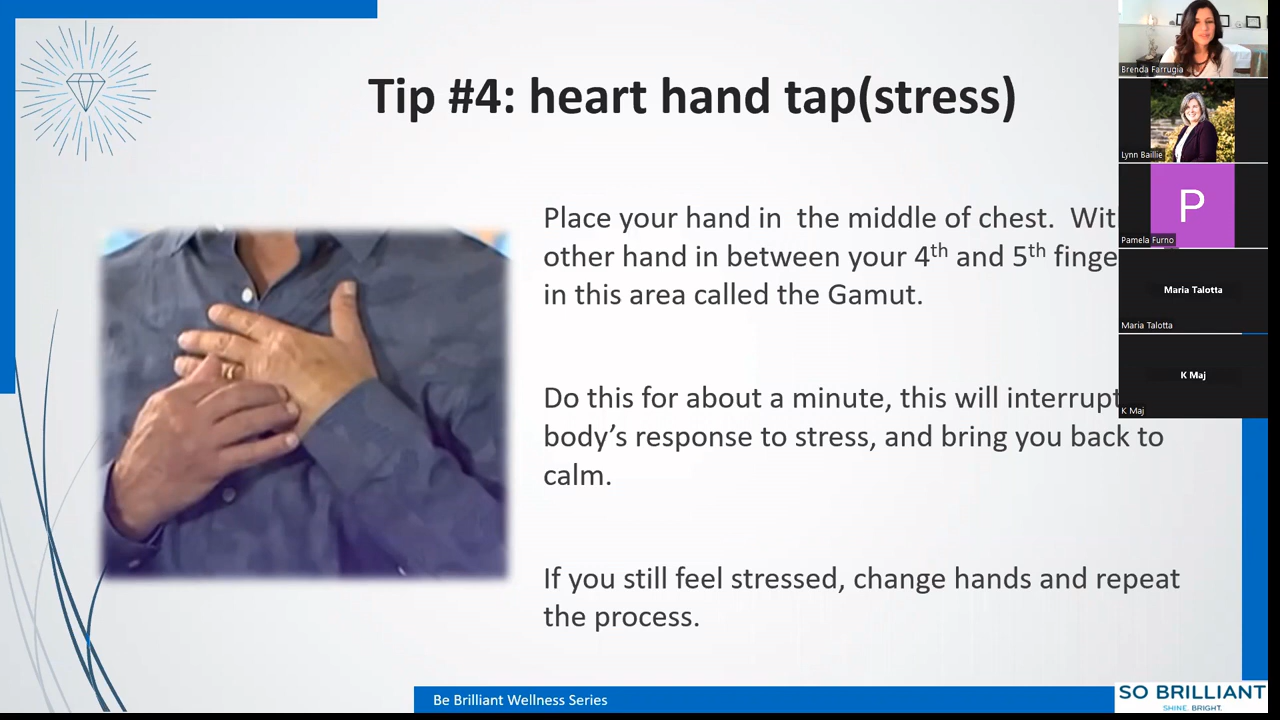 Tip #4: heart hand tap(stress)
Place your hand in the middle of chest. Wit
other hand in between your 4th and 5th finge
in this area called the Gamut.
Do this for about a minute, this will interrupt
body’s response to stress, and bring you back to
calm.
If you still feel stressed, change hands and repeat
the process.
Be Brilliant Wellness Series
SO BRILLIANT
SHINE. BRIGHT.
Brenda Farrugia
Lynn Baillie
P
Pamela Furno
Maria Talotta
Maria Talotta
K Maj
K Maj